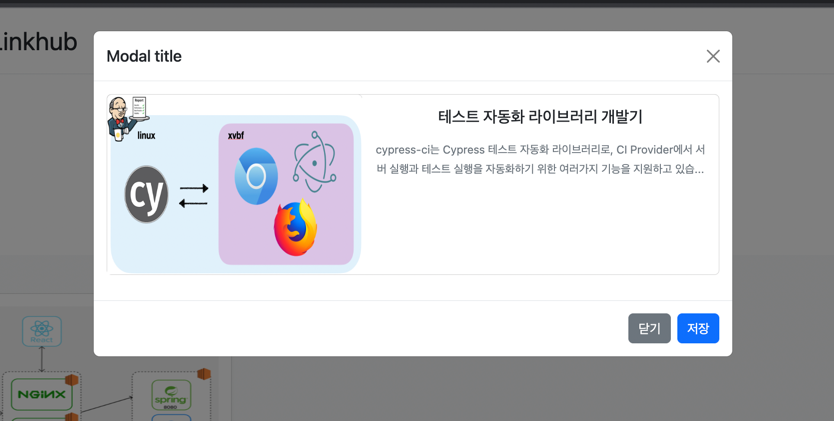 Linkhub
Modal title
linux
xvbf
cy
테스트 자동화 라이브러리 개발기
cypress-ci는 Cypress 테스트 자동화 라이브러리로, CI Provider에서 서
버 실행과 테스트 실행을 자동화하기 위한 여러가지 기능을 지원하고 있습...
닫기
저장
React
NGINX
spring
BOOT